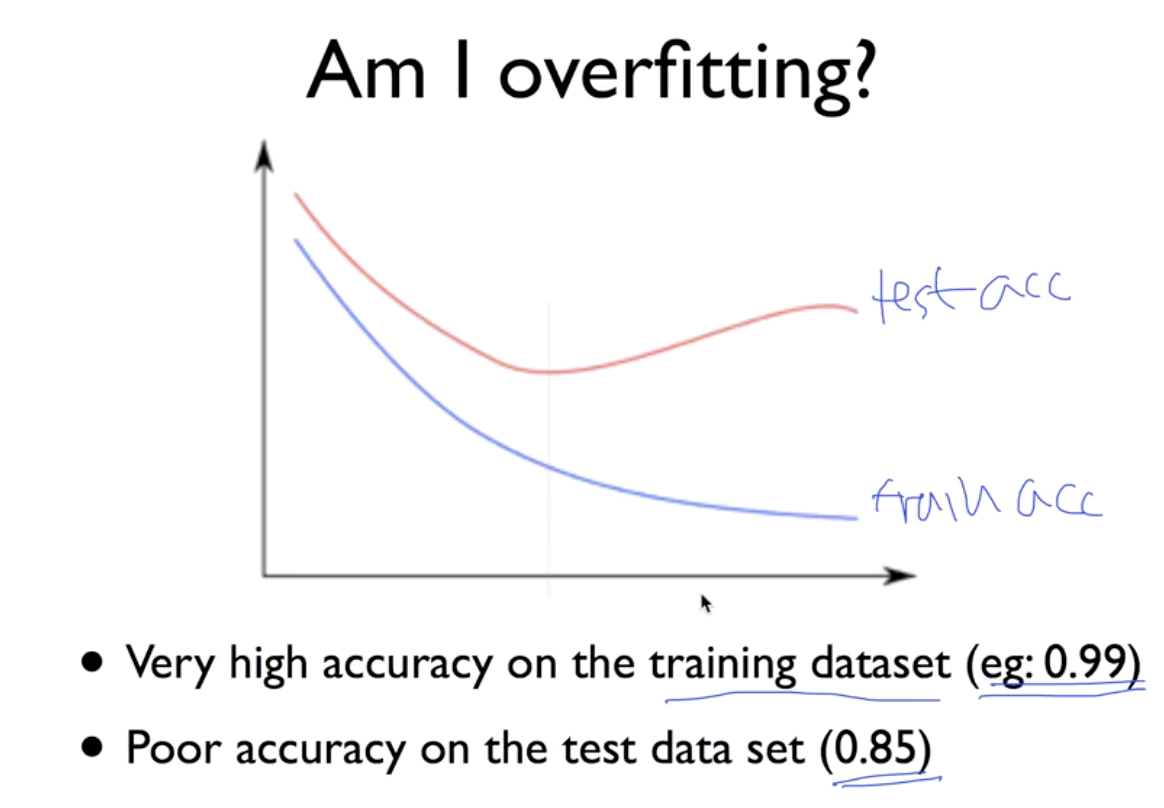 Am I overfitting?
test acc
train acc
• Very high accuracy on the training dataset (eg: 0.99)
• Poor accuracy on the test data set (0.85)